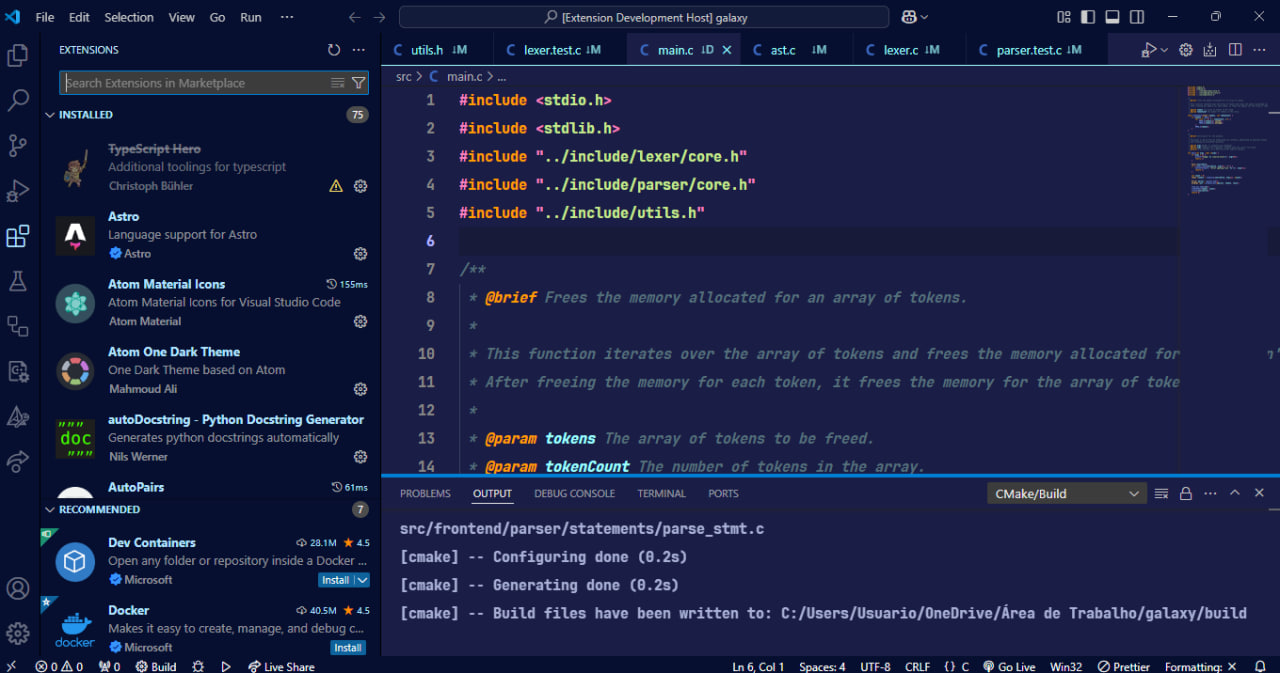 File Edit Selection View Go Run ···
[Extension Development Host] galaxy
EXTENSIONS
Search Extensions in Marketplace
INSTALLED 75
TypeScript Hero
Additional toolings for typescript
Christoph Bühler
Astro
Language support for Astro
Astro
Atom Material Icons 155ms
Atom Material Icons for Visual Studio Code
Atom Material
Atom One Dark Theme
One Dark Theme based on Atom
Mahmoud Ali
""" doc """
autoDocstring - Python Docstring Generator
Generates python docstrings automatically
Nils Werner
AutoPairs 61ms
RECOMMENDED 7
Dev Containers 28.1M 4.5
Open any folder or repository inside a Docker ...
Microsoft Install
docker
Docker 40.5M 4.5
Makes it easy to create, manage, and debug c...
Microsoft Install
C utils.h ↓M C lexer.test.c ↓M C main.c ↓D × C ast.c ↓M C lexer.c ↓M C parser.test.c ↓M
src > C main.c > ...
1 #include <stdio.h>
2 #include <stdlib.h>
3 #include "../include/lexer/core.h"
4 #include "../include/parser/core.h"
5 #include "../include/utils.h"
6
7 /**
8 * @brief Frees the memory allocated for an array of tokens.
9 *
10 * This function iterates over the array of tokens and frees the memory allocated for
11 * After freeing the memory for each token, it frees the memory for the array of toke
12 *
13 * @param tokens The array of tokens to be freed.
14 * @param tokenCount The number of tokens in the array.
PROBLEMS OUTPUT DEBUG CONSOLE TERMINAL PORTS CMake/Build
src/frontend/parser/statements/parse_stmt.c
[cmake] -- Configuring done (0.2s)
[cmake] -- Generating done (0.2s)
[cmake] -- Build files have been written to: C:/Users/Usuario/OneDrive/Área de Trabalho/galaxy/build
0 0 0 Build Live Share Ln 6, Col 1 Spaces: 4 UTF-8 CRLF {} C Go Live Win32 Prettier Formatting: ×